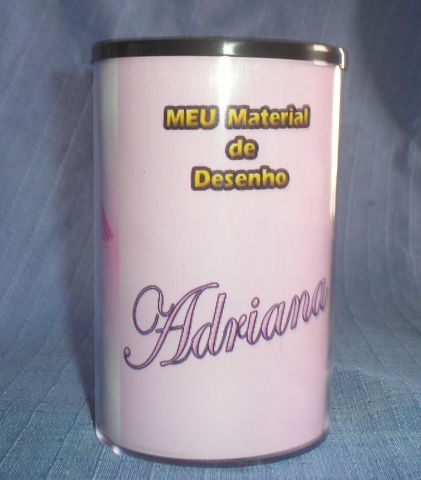 MEU Material
de
Desenho
Adriana